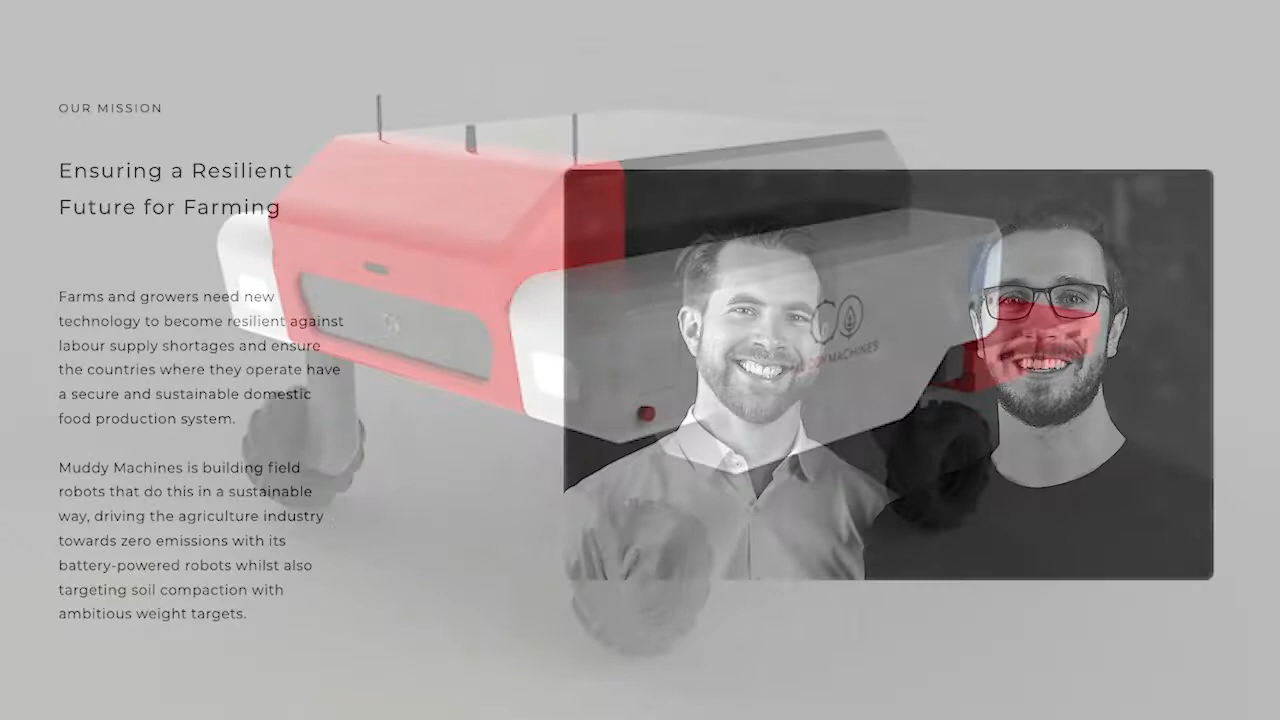 OUR MISSION
Ensuring a Resilient
Future for Farming
Farms and growers need new
technology to become resilient against
labour supply shortages and ensure
the countries where they operate have
a secure and sustainable domestic
food production system.
Muddy Machines is building field
robots that do this in a sustainable
way, driving the agriculture industry
towards zero emissions with its
battery-powered robots whilst also
targeting soil compaction with
ambitious weight targets.
MACHINES